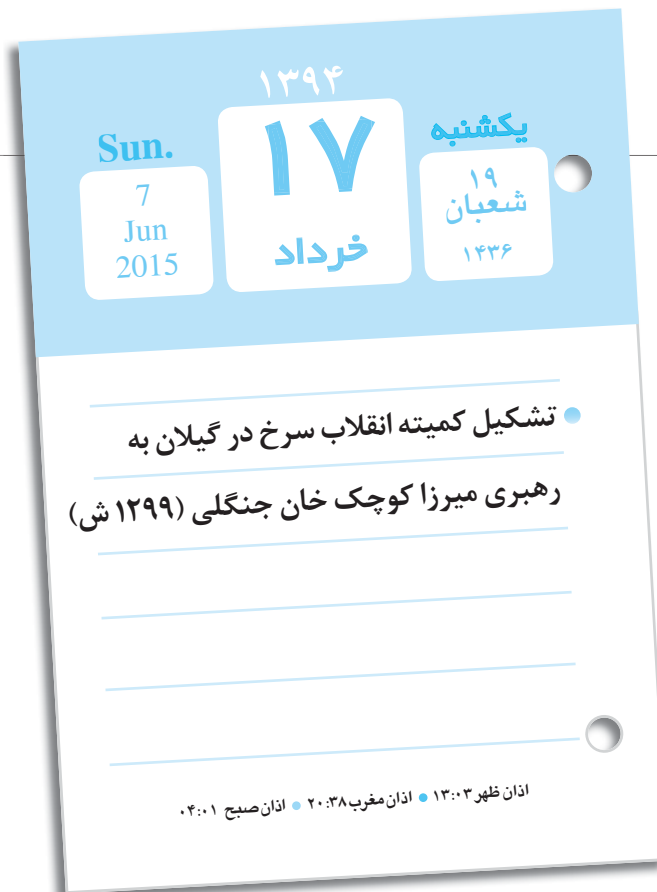 ۱۳۹۴
یکشنبه
۱۹
شعبان
۱۴۳۶
۱۷
خرداد
Sun.
7
Jun
2015
تشکیل کمیته انقلاب سرخ در گیلان به
رهبری میرزا کوچک خان جنگلی (۱۲۹۹ ش)
اذان ظهر ۱۳:۰۳ ● اذان مغرب ۲۰:۳۸ ● اذان صبح ۰۴:۰۱